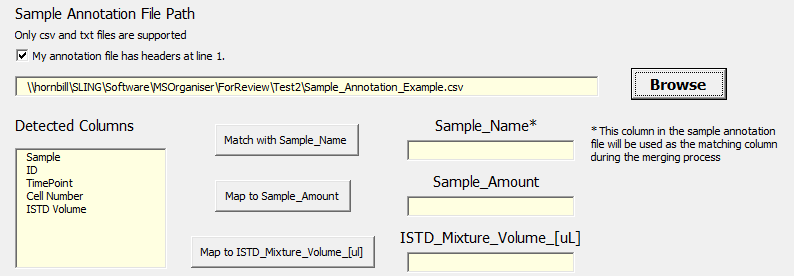 Sample Annotation File Path
Only csv and txt files are supported
My annotation file has headers at line 1.
\\hornbill\SLING\Software\MSOrganiser\ForReview\Test2\Sample_Annotation_Example.csv
Browse
Detected Columns
Sample
ID
TimePoint
Cell Number
ISTD Volume
Match with Sample_Name
Map to Sample_Amount
Map to ISTD_Mixture_Volume_[ul]
Sample_Name*
Sample_Amount
ISTD_Mixture_Volume_[uL]
* This column in the sample annotation
file will be used as the matching column
during the merging process